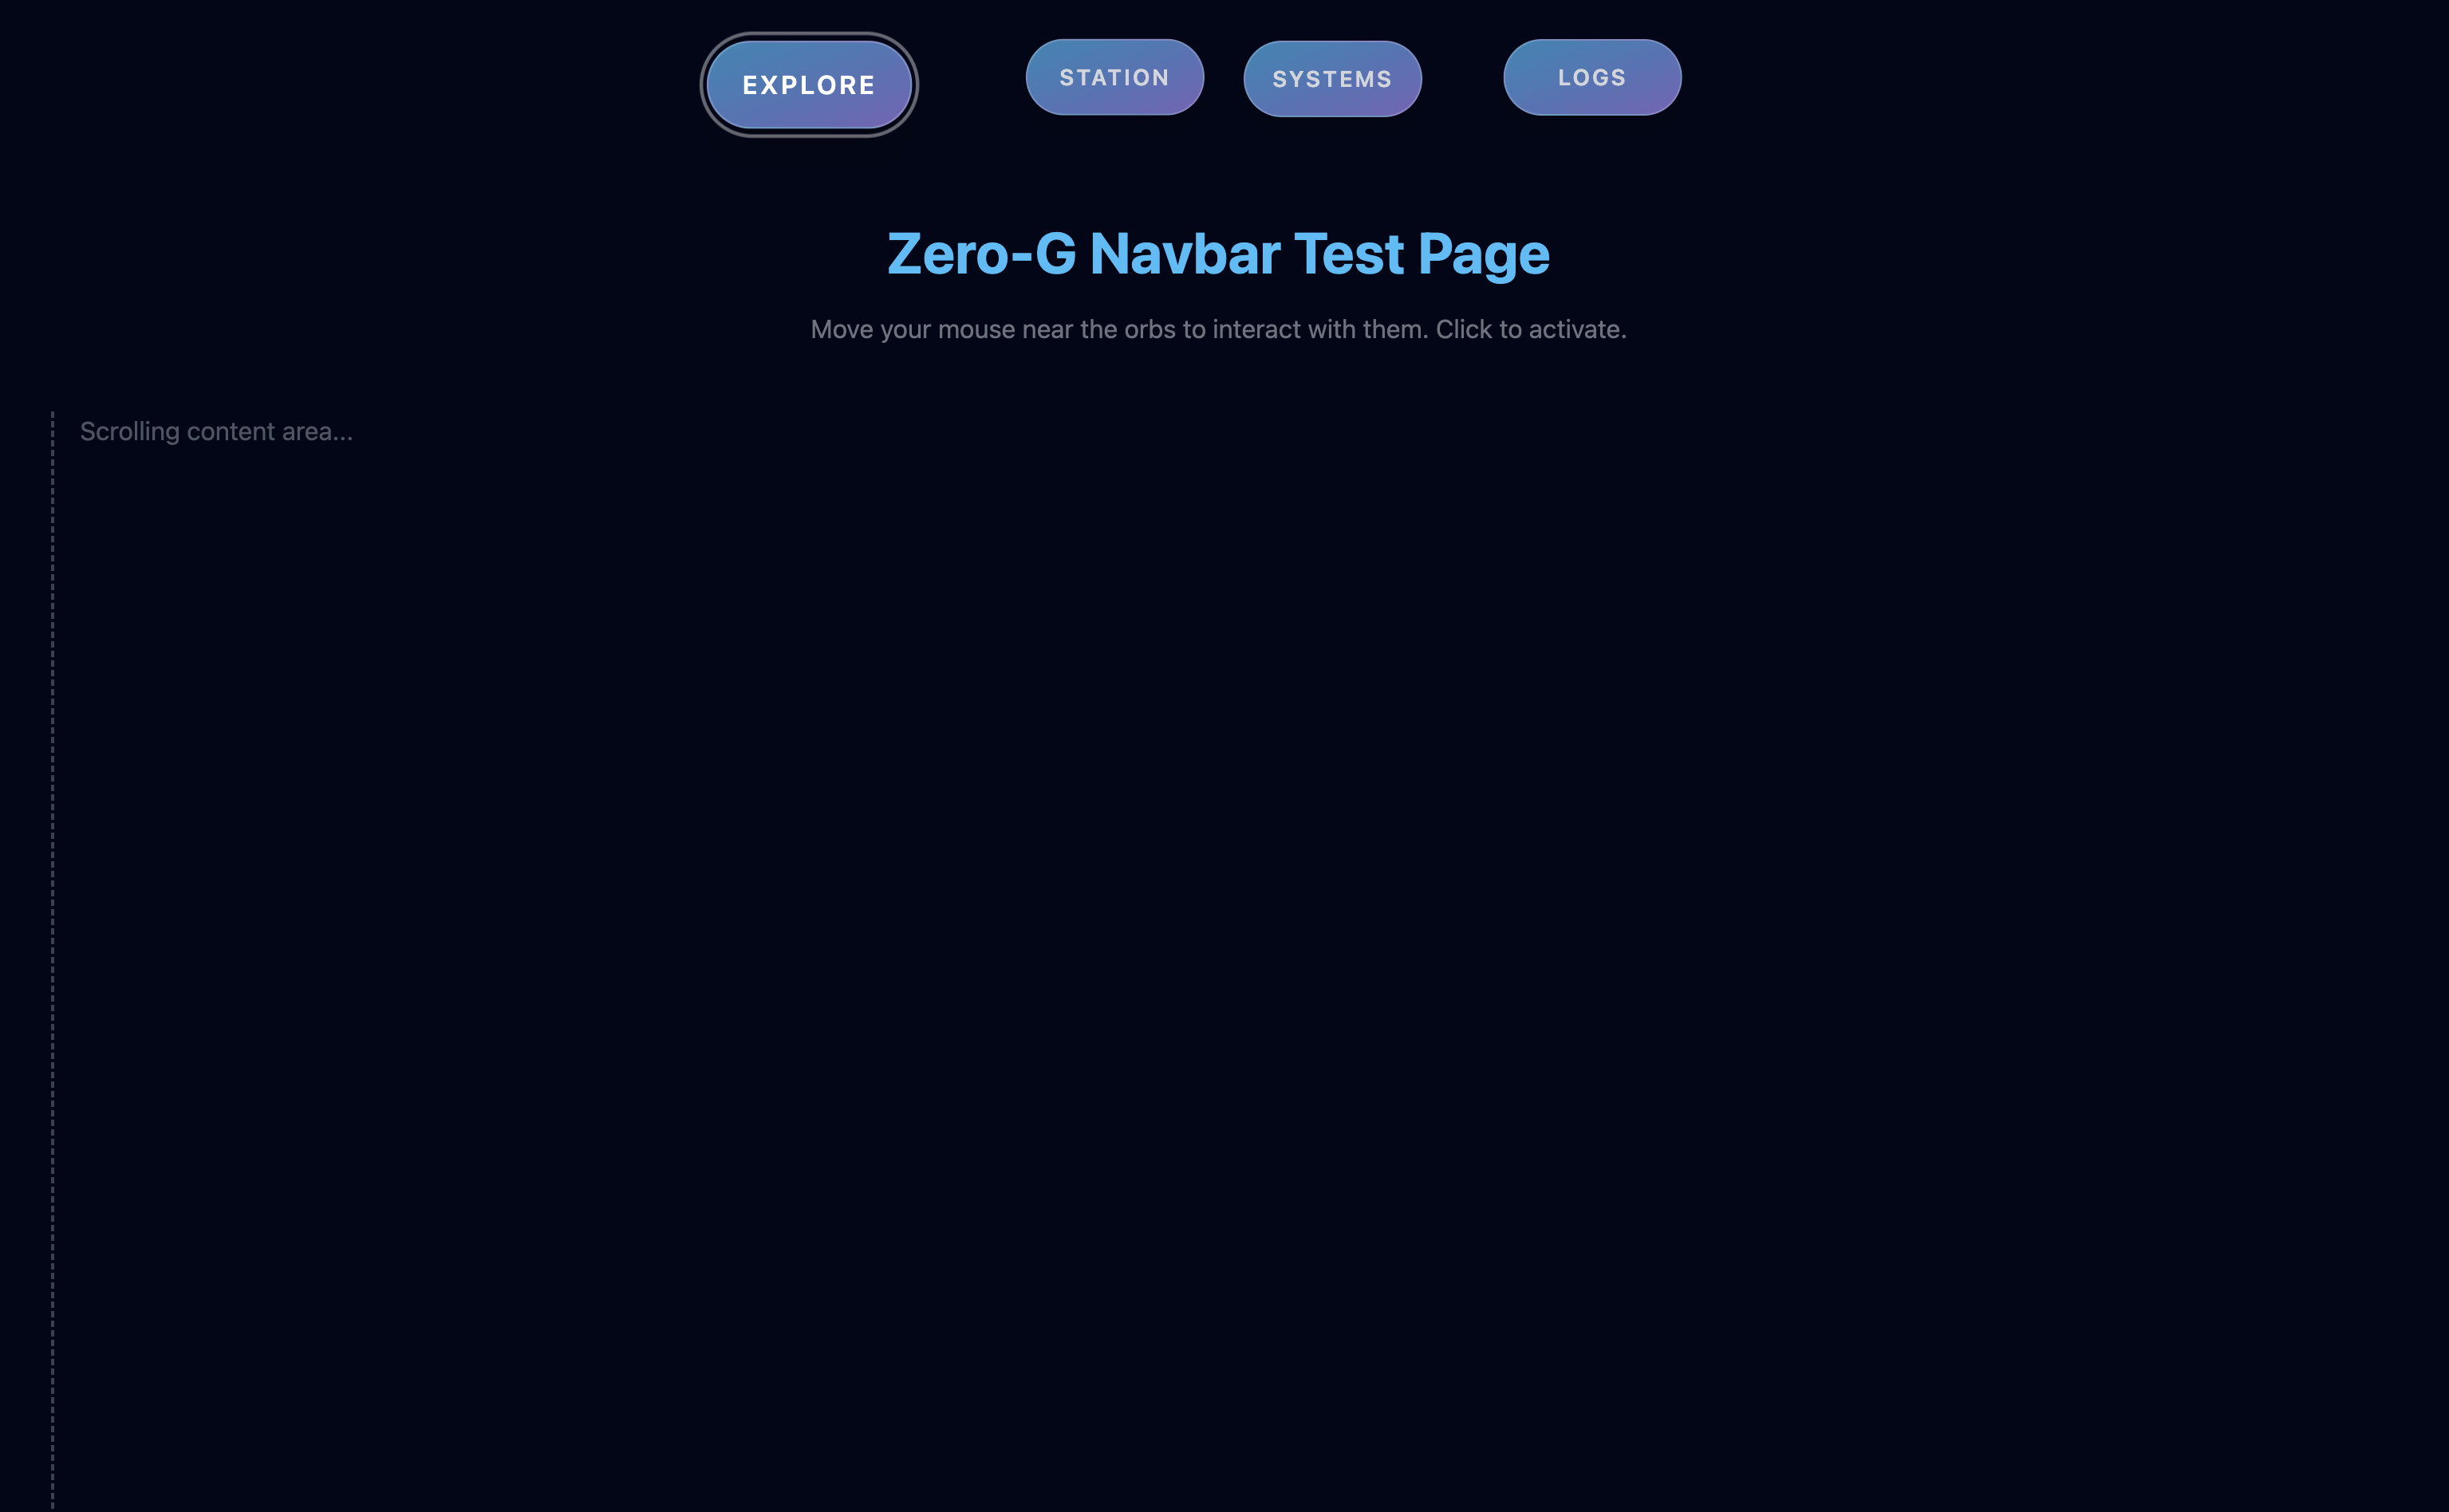 EXPLORE
STATION
SYSTEMS
LOGS
Zero-G Navbar Test Page
Move your mouse near the orbs to interact with them. Click to activate.
Scrolling content area...